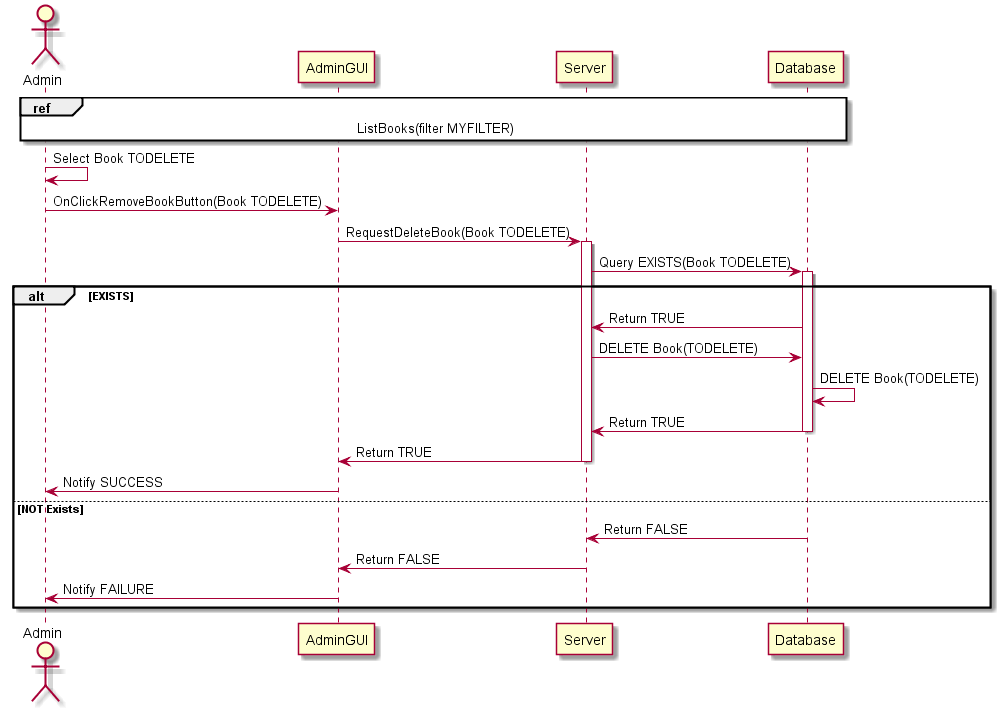 Admin
AdminGUI
Server
Database
ref
ListBooks(filter MYFILTER)
Select Book TODELETE
OnClickRemoveBookButton(Book TODELETE)
RequestDeleteBook(Book TODELETE)
Query EXISTS(Book TODELETE)
alt [EXISTS]
Return TRUE
DELETE Book(TODELETE)
DELETE Book(TODELETE)
Return TRUE
Return TRUE
Notify SUCCESS
[NOT Exists]
Return FALSE
Return FALSE
Notify FAILURE
Admin
AdminGUI
Server
Database